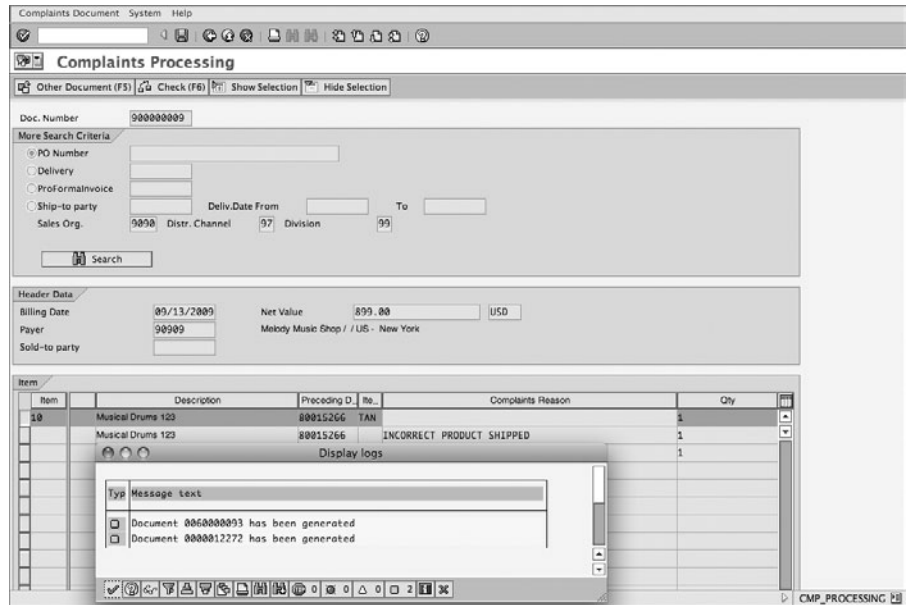 Complaints Document System Help
Complaints Processing
Other Document (F5) Check (F6) Show Selection Hide Selection
Doc. Number 900000009
More Search Criteria
PO Number
Delivery
ProFormaInvoice
Ship-to party Deliv.Date From To
Sales Org. 9090 Distr. Channel 97 Division 99
Search
Header Data
Billing Date 09/13/2009 Net Value 899.00 USD
Payer 90909 Melody Music Shop / / US - New York
Sold-to party
Item
Item Description Preceding D.. Ite.. Complaints Reason Qty
10 Musical Drums 123 80015266 TAN 1
Musical Drums 123 80015266 INCORRECT PRODUCT SHIPPED 1
1
Display logs
Typ Message text
Document 0060000093 has been generated
Document 0000012272 has been generated
0 0 0 2
CMP_PROCESSING